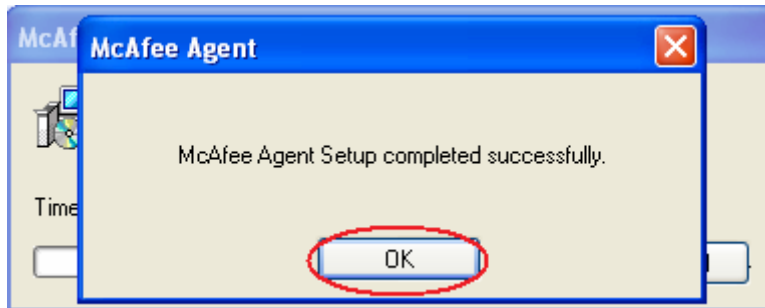 McAf
McAfee Agent
McAfee Agent Setup completed successfully.
Time
OK